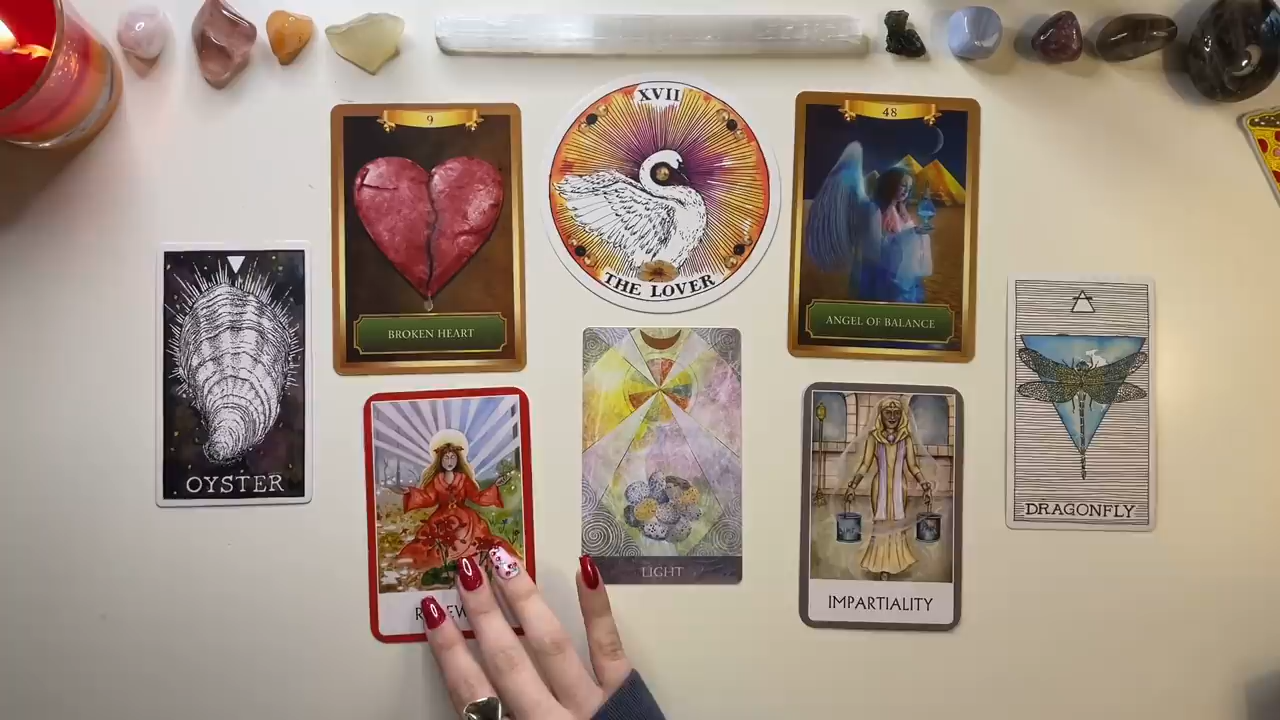 9
BROKEN HEART
XVII
THE LOVER
48
ANGEL OF BALANCE
OYSTER
DRAGONFLY
LIGHT
IMPARTIALITY